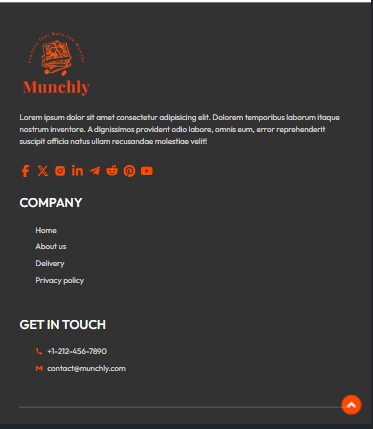 Munchly
Lorem ipsum dolor sit amet consectetur adipisicing elit. Dolorem temporibus laborum itaque
nostrum inventore. A dignissimos provident odio labore, omnis eum, error reprehenderit
suscipit officia natus ullam recusandae molestiae velit!
COMPANY
Home
About us
Delivery
Privacy policy
GET IN TOUCH
+1-212-456-7890
contact@munchly.com